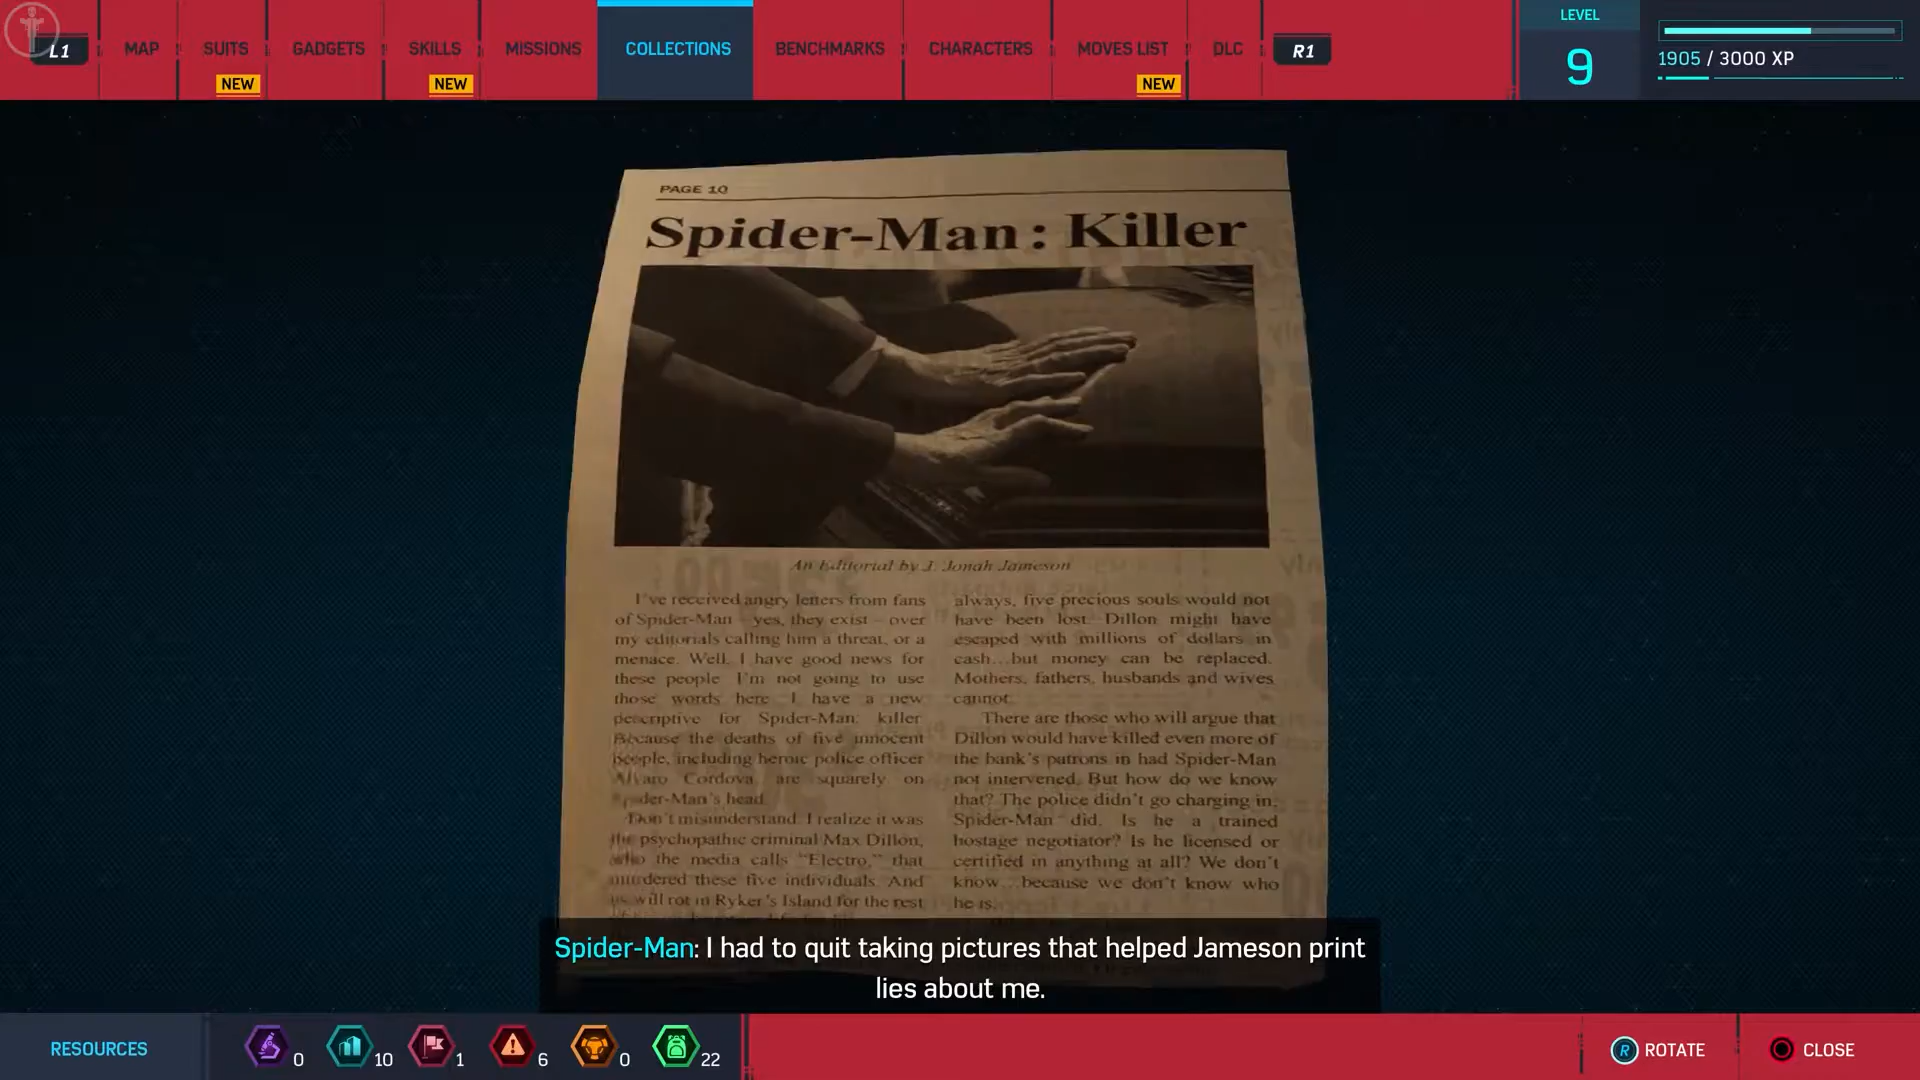 L1 MAP SUITS GADGETS SKILLS MISSIONS COLLECTIONS BENCHMARKS CHARACTERS MOVES LIST DLC R1
NEW NEW NEW
LEVEL
9
1905 / 3000 XP
PAGE 10
Spider-Man: Killer
An Editorial by J. Jonah Jameson
I've received angry letters from fans
of Spider-Man – yes, they exist – over
my editorials calling him a threat, or a
menace. Well, I have good news for
these people. I'm not going to use
those words here. I have a new
descriptive for Spider-Man: killer.
Because the deaths of five innocent
people, including heroic police officer
Alvaro Cordova, are squarely on
Spider-Man's head.
Don't misunderstand. I realize it was
the psychopathic criminal Max Dillon,
who the media calls "Electro," that
murdered these five individuals. And
he will rot in Ryker's Island for the rest
always, five precious souls would not
have been lost. Dillon might have
escaped with millions of dollars in
cash...but money can be replaced.
Mothers, fathers, husbands and wives
cannot.
There are those who will argue that
Dillon would have killed even more of
the bank's patrons in had Spider-Man
not intervened. But how do we know
that? The police didn't go charging in,
Spider-Man did. Is he a trained
hostage negotiator? Is he licensed or
certified in anything at all? We don't
know...because we don't know who
he is.
Spider-Man: I had to quit taking pictures that helped Jameson print
lies about me.
RESOURCES 0 10 1 6 0 22
R ROTATE CLOSE